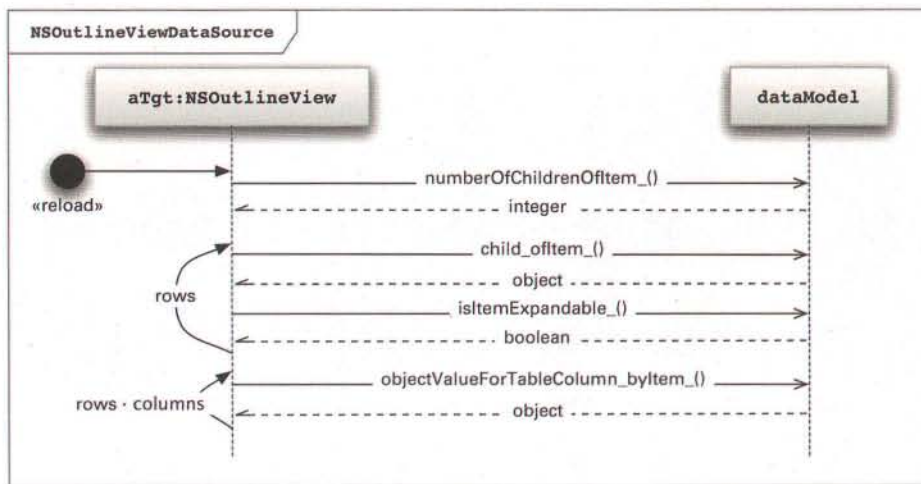 NSOutlineViewDataSource
aTgt:NSOutlineView
dataModel
«reload»
numberOfChildrenOfItem_()
integer
child_ofItem_()
object
rows
isItemExpandable_()
boolean
objectValueForTableColumn_byItem_()
rows · columns
object